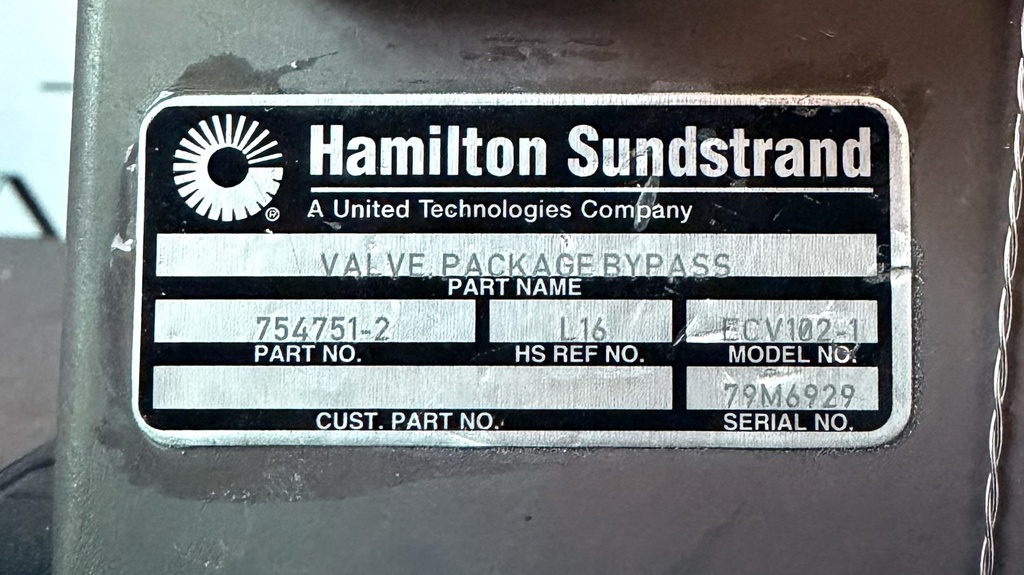 Hamilton Sundstrand
®
A United Technologies Company
VALVE PACKAGE BYPASS
PART NAME
754751-2 L16 ECV102-1
PART NO. HS REF NO. MODEL NO.
79M6929
CUST. PART NO. SERIAL NO.